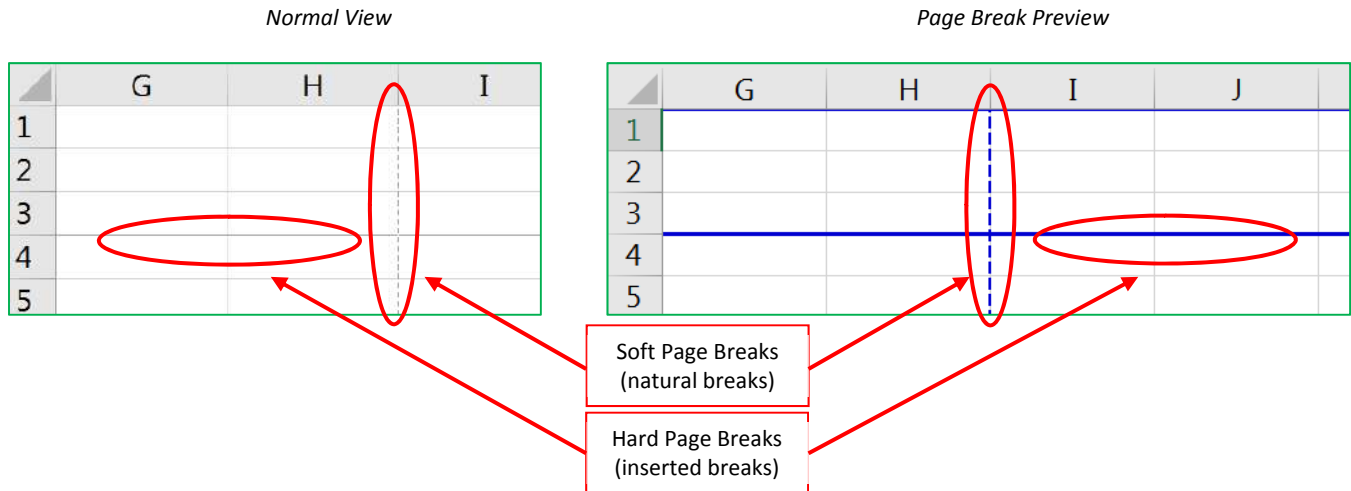 Normal View
Page Break Preview
G H I
1
2
3
4
5
G H I J
1
2
3
4
5
Soft Page Breaks
(natural breaks)
Hard Page Breaks
(inserted breaks)